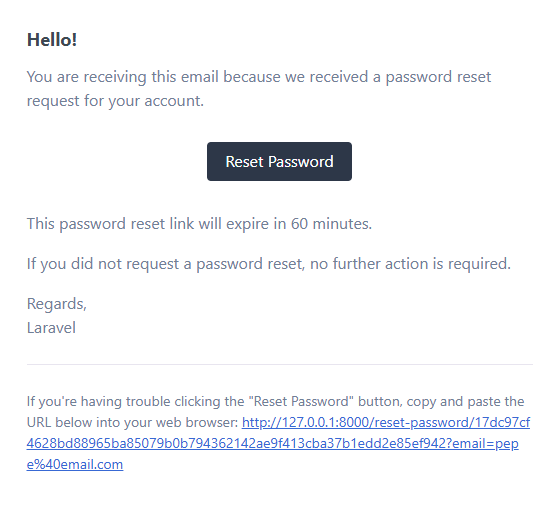 Hello!
You are receiving this email because we received a password reset
request for your account.
Reset Password
This password reset link will expire in 60 minutes.
If you did not request a password reset, no further action is required.
Regards,
Laravel
If you're having trouble clicking the "Reset Password" button, copy and paste the
URL below into your web browser: http://127.0.0.1:8000/reset-password/17dc97cf
4628bd88965ba85079b0b794362142ae9f413cba37b1edd2e85ef942?email=pep
e%40email.com